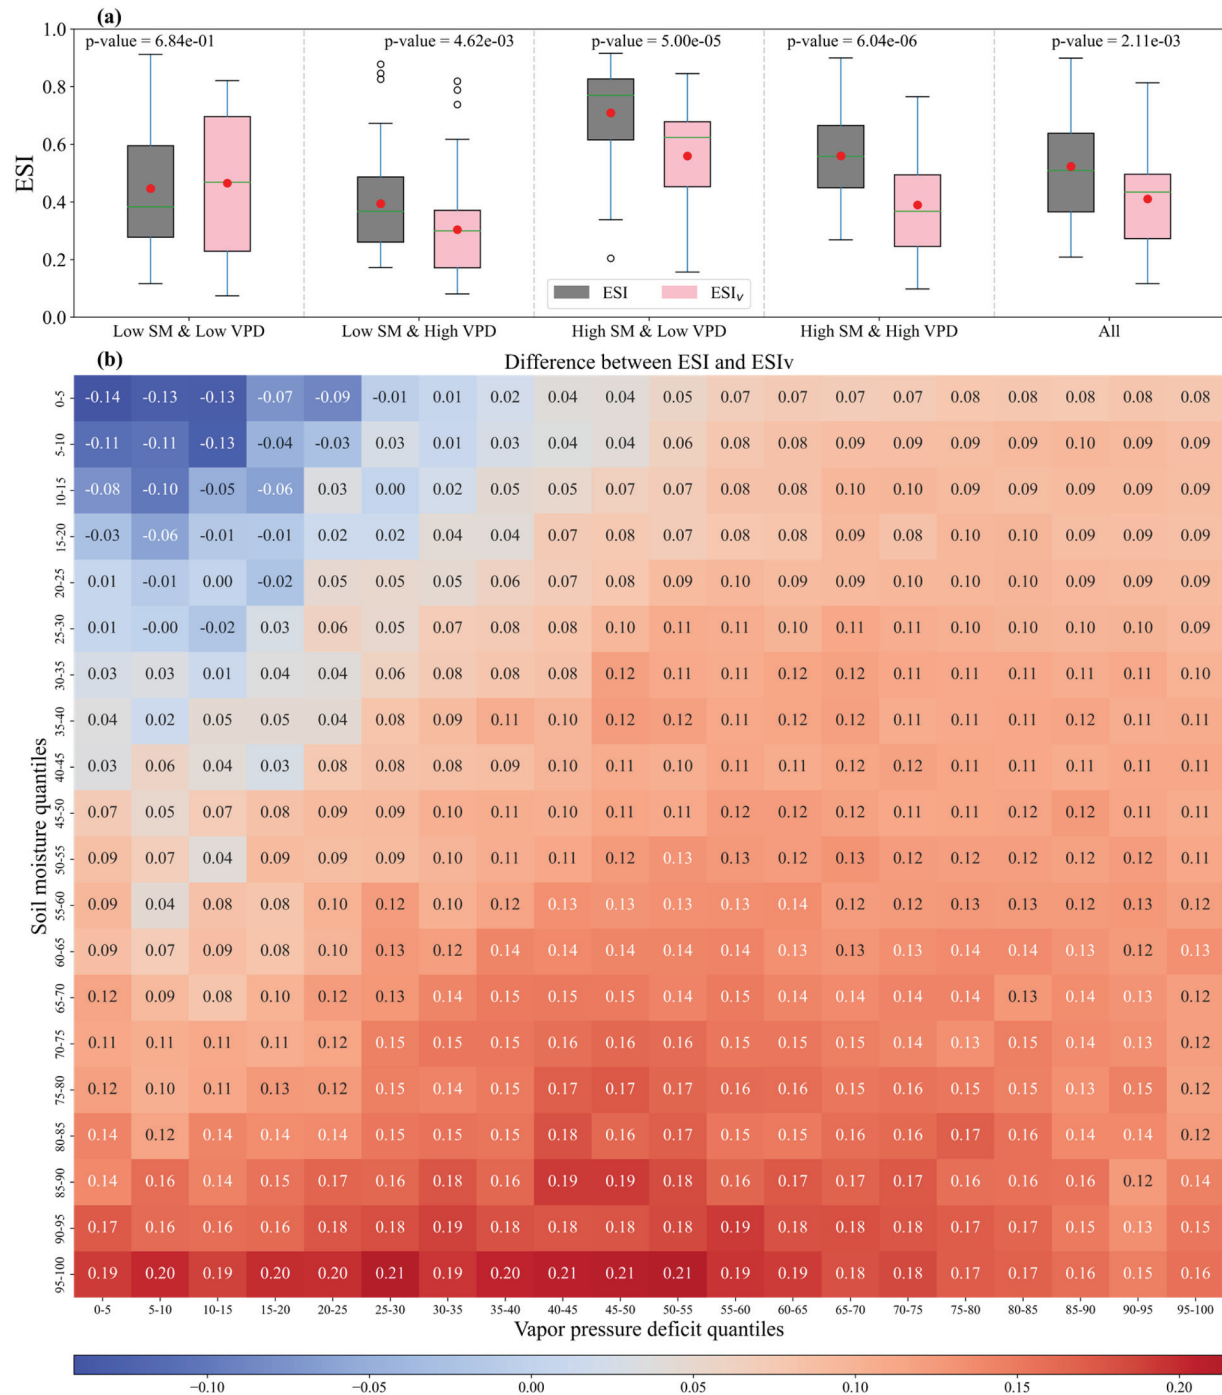 (a)
p-value = 6.84e-01 p-value = 4.62e-03 p-value = 5.00e-05 p-value = 6.04e-06 p-value = 2.11e-03
1.0
0.8
0.6
0.4
0.2
0.0
ESI
ESI ESIv
Low SM & Low VPD Low SM & High VPD High SM & Low VPD High SM & High VPD All
(b)
Difference between ESI and ESIv
Soil moisture quantiles
0-5 -0.14 -0.13 -0.13 -0.07 -0.09 -0.01 0.01 0.02 0.04 0.04 0.05 0.07 0.07 0.07 0.07 0.08 0.08 0.08 0.08 0.08
5-10 -0.11 -0.11 -0.13 -0.04 -0.03 0.03 0.01 0.03 0.04 0.04 0.06 0.08 0.08 0.09 0.09 0.09 0.09 0.10 0.09 0.09
10-15 -0.08 -0.10 -0.05 -0.06 0.03 0.00 0.02 0.05 0.05 0.07 0.07 0.08 0.08 0.10 0.10 0.09 0.09 0.09 0.09 0.09
15-20 -0.03 -0.06 -0.01 -0.01 0.02 0.02 0.04 0.04 0.07 0.08 0.07 0.08 0.08 0.09 0.08 0.10 0.10 0.09 0.09 0.09
20-25 0.01 -0.01 0.00 -0.02 0.05 0.05 0.05 0.06 0.07 0.08 0.09 0.10 0.09 0.09 0.10 0.10 0.10 0.09 0.09 0.09
25-30 0.01 -0.00 -0.02 0.03 0.06 0.05 0.07 0.08 0.08 0.10 0.11 0.11 0.10 0.11 0.11 0.10 0.10 0.10 0.10 0.09
30-35 0.03 0.03 0.01 0.04 0.04 0.06 0.08 0.08 0.08 0.12 0.11 0.11 0.12 0.12 0.11 0.11 0.11 0.11 0.11 0.10
35-40 0.04 0.02 0.05 0.05 0.04 0.08 0.09 0.11 0.10 0.12 0.12 0.11 0.12 0.12 0.11 0.11 0.11 0.12 0.11 0.11
40-45 0.03 0.06 0.04 0.03 0.08 0.08 0.08 0.09 0.10 0.11 0.10 0.11 0.11 0.12 0.12 0.11 0.11 0.11 0.11 0.11
45-50 0.07 0.05 0.07 0.08 0.09 0.09 0.10 0.11 0.10 0.11 0.11 0.12 0.12 0.12 0.11 0.11 0.12 0.12 0.11 0.11
50-55 0.09 0.07 0.04 0.09 0.09 0.09 0.10 0.11 0.11 0.12 0.13 0.13 0.12 0.13 0.12 0.12 0.12 0.12 0.12 0.11
55-60 0.09 0.04 0.08 0.08 0.10 0.12 0.10 0.12 0.13 0.13 0.13 0.13 0.14 0.12 0.12 0.13 0.13 0.12 0.13 0.12
60-65 0.09 0.07 0.09 0.08 0.10 0.13 0.12 0.14 0.14 0.14 0.14 0.14 0.13 0.13 0.13 0.14 0.14 0.13 0.12 0.13
65-70 0.12 0.09 0.08 0.10 0.12 0.13 0.14 0.15 0.15 0.15 0.14 0.15 0.14 0.14 0.14 0.14 0.13 0.14 0.13 0.12
70-75 0.11 0.11 0.11 0.11 0.12 0.15 0.15 0.15 0.16 0.16 0.16 0.15 0.15 0.15 0.14 0.13 0.15 0.14 0.13 0.12
75-80 0.12 0.10 0.11 0.13 0.12 0.15 0.14 0.15 0.17 0.17 0.17 0.16 0.16 0.15 0.16 0.15 0.15 0.13 0.15 0.12
80-85 0.14 0.12 0.14 0.14 0.14 0.15 0.15 0.15 0.18 0.16 0.17 0.15 0.15 0.16 0.16 0.17 0.16 0.14 0.14 0.12
85-90 0.14 0.16 0.14 0.15 0.17 0.16 0.18 0.16 0.19 0.19 0.18 0.16 0.17 0.17 0.17 0.16 0.16 0.16 0.12 0.14
90-95 0.17 0.16 0.16 0.16 0.18 0.18 0.19 0.18 0.18 0.18 0.18 0.19 0.18 0.18 0.18 0.17 0.17 0.15 0.13 0.15
95-100 0.19 0.20 0.19 0.20 0.20 0.21 0.19 0.20 0.21 0.21 0.21 0.19 0.19 0.18 0.18 0.17 0.17 0.16 0.15 0.16
0-5 5-10 10-15 15-20 20-25 25-30 30-35 35-40 40-45 45-50 50-55 55-60 60-65 65-70 70-75 75-80 80-85 85-90 90-95 95-100
Vapor pressure deficit quantiles
−0.10 −0.05 0.00 0.05 0.10 0.15 0.20